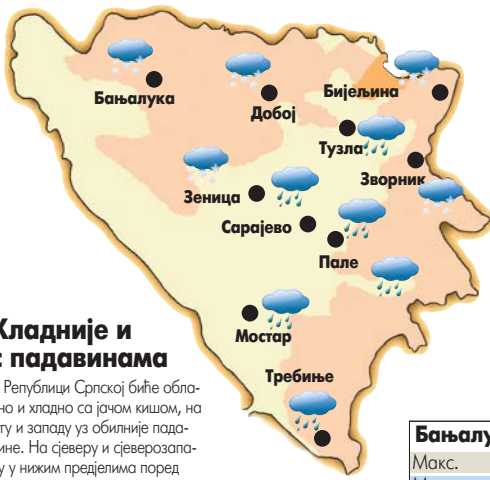 Бањалука
Добој
Бијељина
Тузла
Зворник
Зеница
Сарајево
Пале
Мостар
Требиње
Хладније и
с падавинама
Републици Српској биће обла-
но и хладно са јачом кишом, на
гу и западу уз обилније пада-
ине. На сјеверу и сјеверозапа-
у у нижим предјелима поред
Бањалу
Макс.